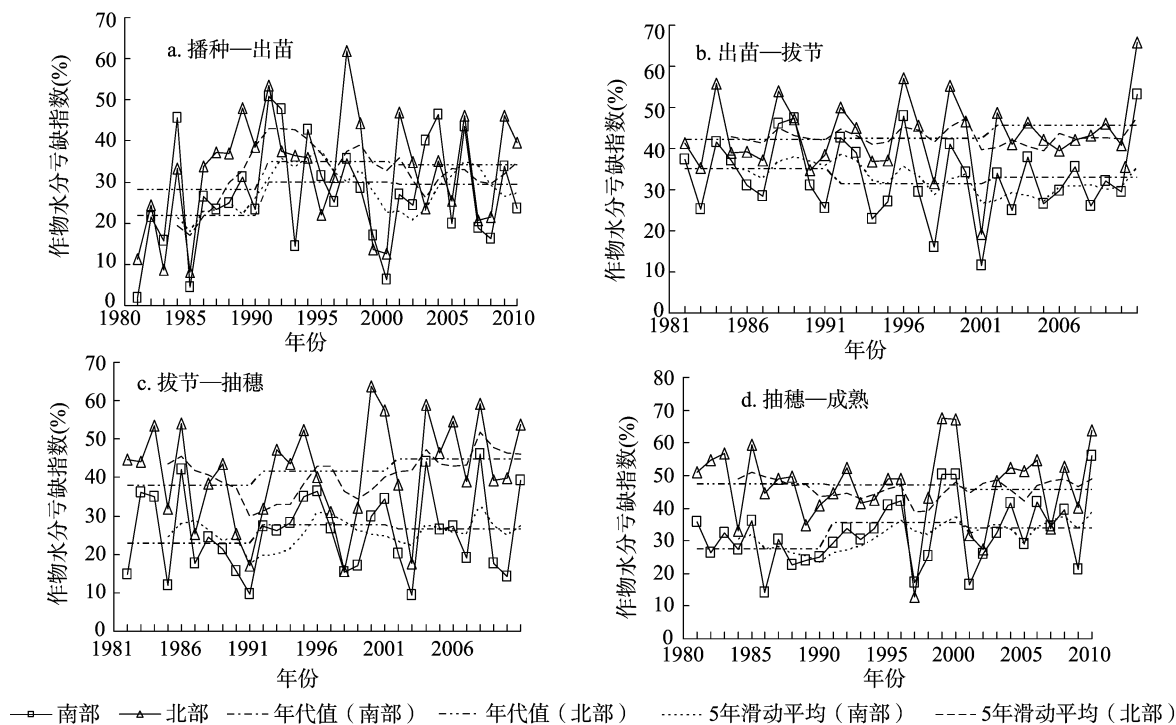 a. 播种—出苗
作物水分亏缺指数(%)
70
60
50
40
30
20
10
0
1980 1985 1990 1995 2000 2005 2010
年份
b. 出苗—拔节
作物水分亏缺指数(%)
70
60
50
40
30
20
10
0
1981 1986 1991 1996 2001 2006
年份
c. 拔节—抽穗
作物水分亏缺指数(%)
70
60
50
40
30
20
10
0
1981 1986 1991 1996 2001 2006
年份
d. 抽穗—成熟
作物水分亏缺指数(%)
80
70
60
50
40
30
20
10
0
1980 1985 1990 1995 2000 2005 2010
年份
南部 北部 年代值（南部） 年代值（北部） 5年滑动平均（南部） 5年滑动平均（北部）